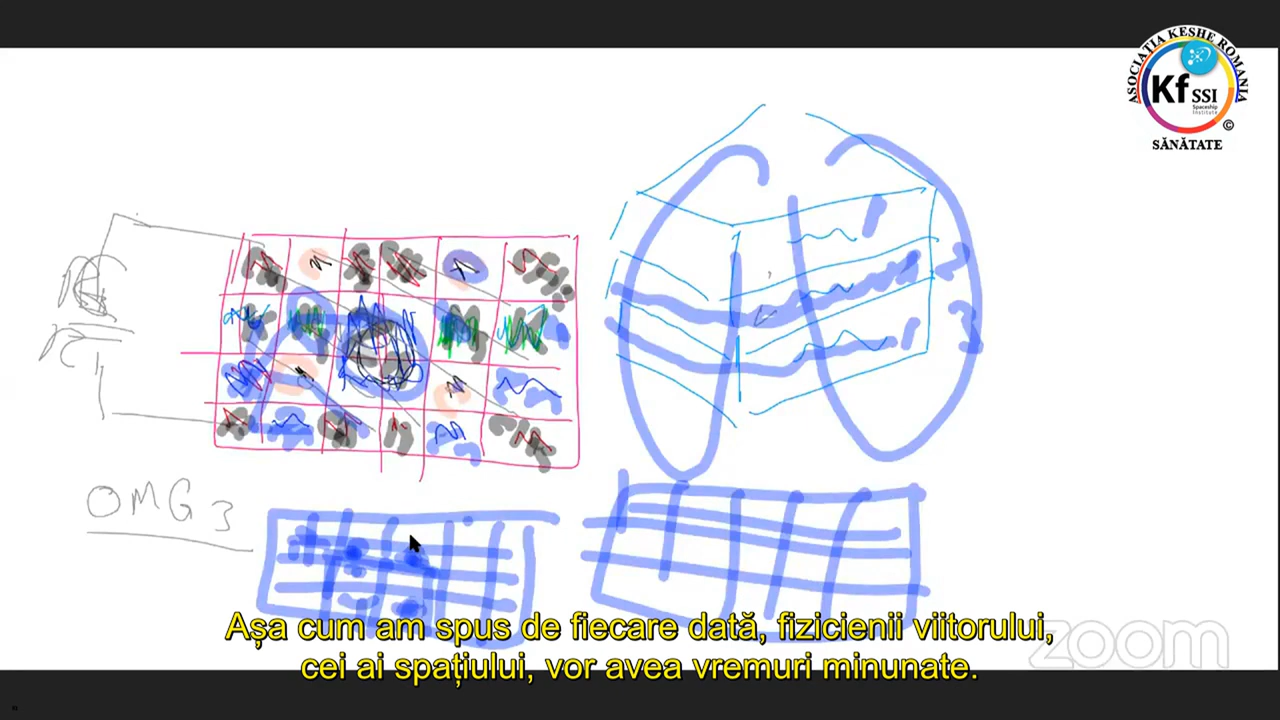 ASOCIAȚIA KESHE ROMANIA
Kf SSI
Spaceship
Institute
©
SĂNĂTATE
OMG 3
Așa cum am spus de fiecare dată, fizicienii viitorului,
cei ai spațiului, vor avea vremuri minunate.
zoom